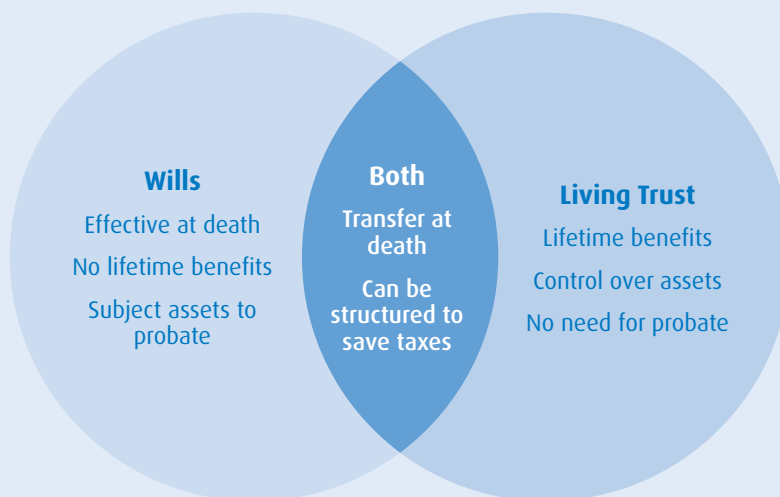 Wills
Effective at death
No lifetime benefits
Subject assets to
probate
Both
Transfer at
death
Can be
structured to
save taxes
Living Trust
Lifetime benefits
Control over assets
No need for probate